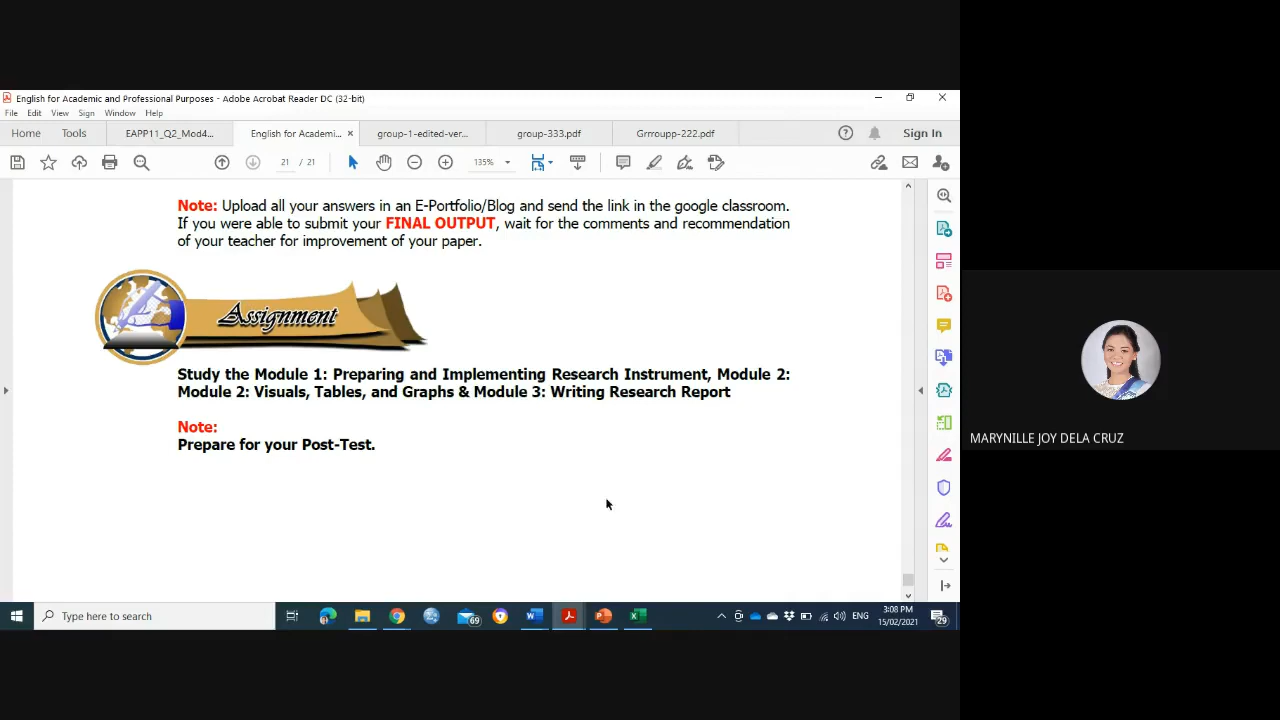 English for Academic and Professional Purposes - Adobe Acrobat Reader DC (32-bit)
File Edit View Sign Window Help
Home Tools EAPP11_Q2_Mod4... English for Academi... × group-1-edited-ver... group-333.pdf Grrroupp-222.pdf Sign In
21 / 21 135%
Note: Upload all your answers in an E-Portfolio/Blog and send the link in the google classroom.
If you were able to submit your FINAL OUTPUT, wait for the comments and recommendation
of your teacher for improvement of your paper.
Assignment
Study the Module 1: Preparing and Implementing Research Instrument, Module 2:
Module 2: Visuals, Tables, and Graphs & Module 3: Writing Research Report
Note:
Prepare for your Post-Test.
MARYNILLE JOY DELA CRUZ
Type here to search 69 ENG 3:08 PM
15/02/2021 29